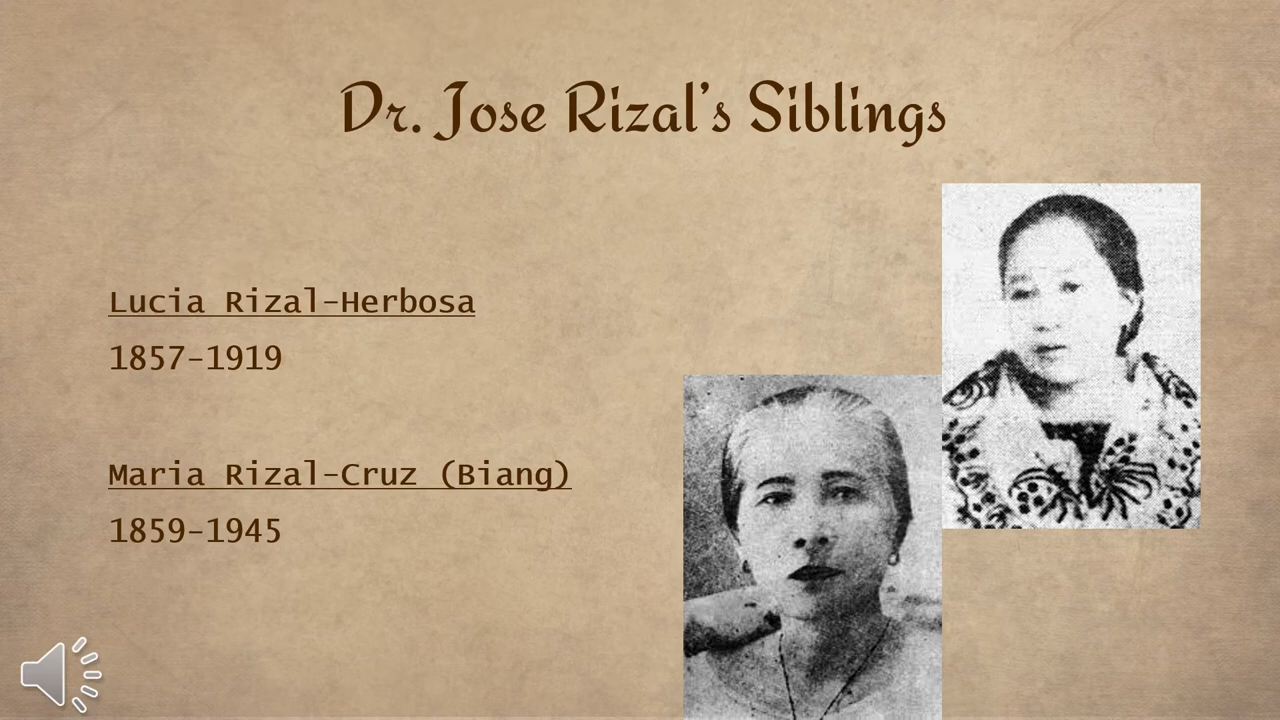 Dr. Jose Rizal’s Siblings
Lucia Rizal-Herbosa
1857-1919
Maria Rizal-Cruz (Biang)
1859-1945